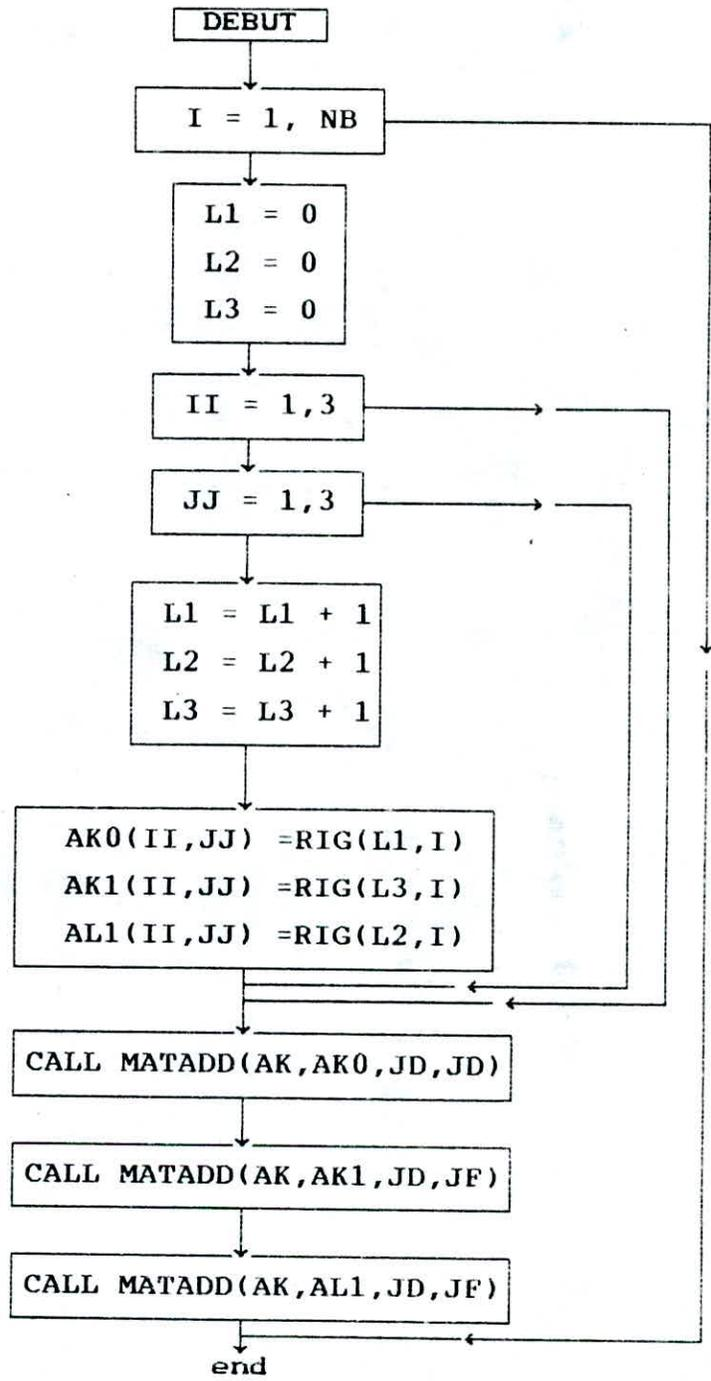 DEBUT
I = 1, NB
L1 = 0
L2 = 0
L3 = 0
II = 1,3
JJ = 1,3
L1 = L1 + 1
L2 = L2 + 1
L3 = L3 + 1
AK0(II,JJ) =RIG(L1,I)
AK1(II,JJ) =RIG(L3,I)
AL1(II,JJ) =RIG(L2,I)
CALL MATADD(AK,AK0,JD,JD)
CALL MATADD(AK,AK1,JD,JF)
CALL MATADD(AK,AL1,JD,JF)
end